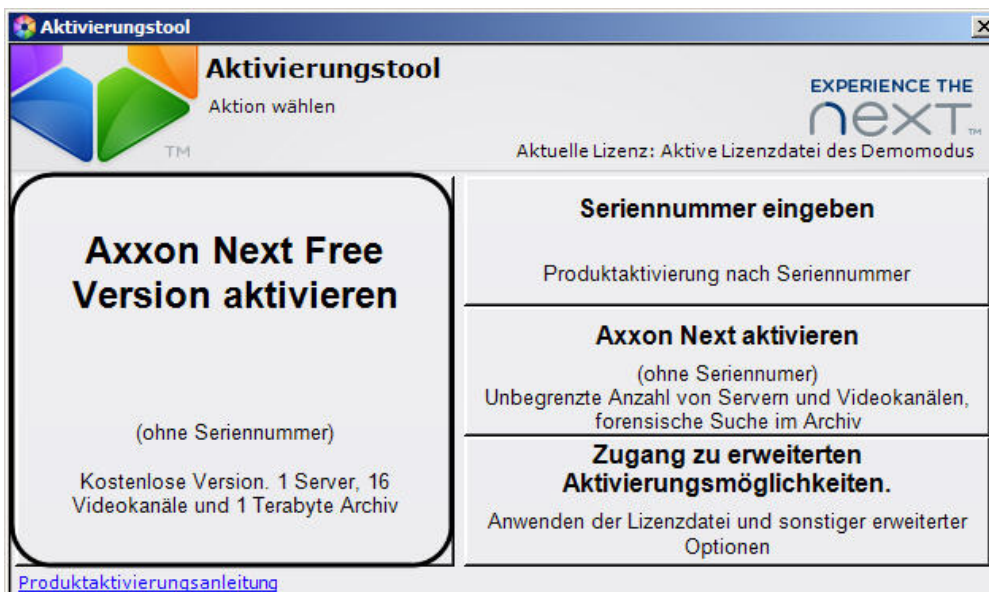 Aktivierungstool
Aktivierungstool
Aktion wählen
TM
EXPERIENCE THE
next™
Aktuelle Lizenz: Aktive Lizenzdatei des Demomodus
Axxon Next Free
Version aktivieren
(ohne Seriennummer)
Kostenlose Version. 1 Server, 16
Videokanäle und 1 Terabyte Archiv
Seriennummer eingeben
Produktaktivierung nach Seriennummer
Axxon Next aktivieren
(ohne Seriennumer)
Unbegrenzte Anzahl von Servern und Videokanälen,
forensische Suche im Archiv
Zugang zu erweiterten
Aktivierungsmöglichkeiten.
Anwenden der Lizenzdatei und sonstiger erweiterter
Optionen
Produktaktivierungsanleitung